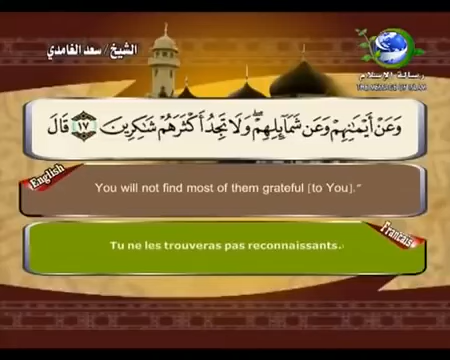 الشيخ / سعد الغامدي
رسالة الإسلام
THE MESSAGE OF ISLAM
وَعَنْ أَيْمَٰنِهِمْ وَعَن شَمَآئِلِهِمْ ۖ وَلَا تَجِدُ أَكْثَرَهُمْ شَٰكِرِينَ ١٧ قَالَ
English
You will not find most of them grateful [to You]."
Francais
Tu ne les trouveras pas reconnaissants.